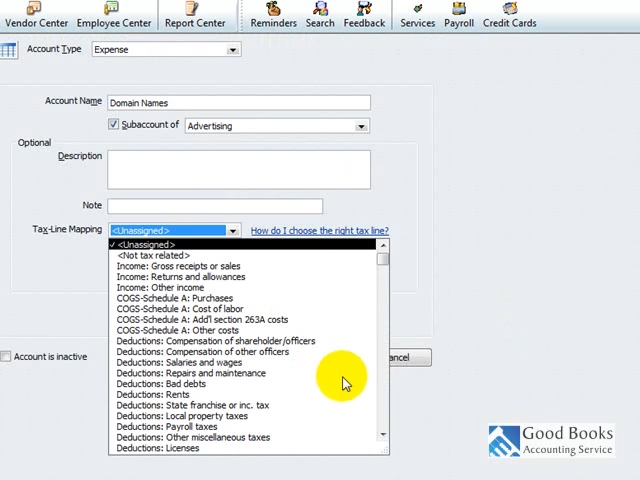 Vendor Center Employee Center Report Center Reminders Search Feedback Services Payroll Credit Cards
Account Type Expense
Account Name Domain Names
Subaccount of Advertising
Optional
Description
Note
Tax-Line Mapping <Unassigned> How do I choose the right tax line?
✓ <Unassigned>
<Not tax related>
Income: Gross receipts or sales
Income: Returns and allowances
Income: Other income
COGS-Schedule A: Purchases
COGS-Schedule A: Cost of labor
COGS-Schedule A: Add'l section 263A costs
COGS-Schedule A: Other costs
Deductions: Compensation of shareholder/officers
Deductions: Compensation of other officers
Deductions: Salaries and wages
Account is inactive Deductions: Repairs and maintenance ancel
Deductions: Bad debts
Deductions: Rents
Deductions: State franchise or inc. tax
Deductions: Local property taxes
Deductions: Payroll taxes
Deductions: Other miscellaneous taxes
Deductions: Licenses
Good Books
Accounting Service